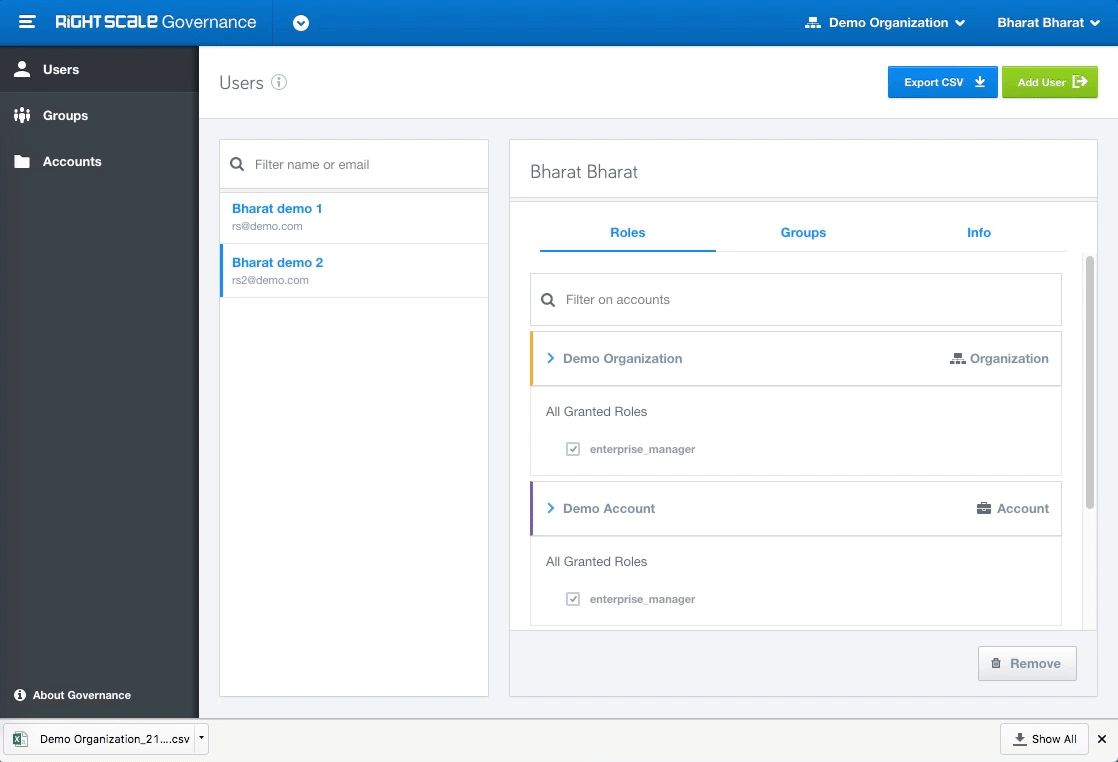 RIGHTSCALE Governance
Demo Organization
Bharat Bharat
Users
Groups
Accounts
About Governance
Users
Export CSV
Add User
Filter name or email
Bharat demo 1
rs@demo.com
Bharat demo 2
rs2@demo.com
Bharat Bharat
Roles Groups Info
Filter on accounts
Demo Organization Organization
All Granted Roles
enterprise_manager
Demo Account Account
All Granted Roles
enterprise_manager
Remove
Demo Organization_21....csv
Show All